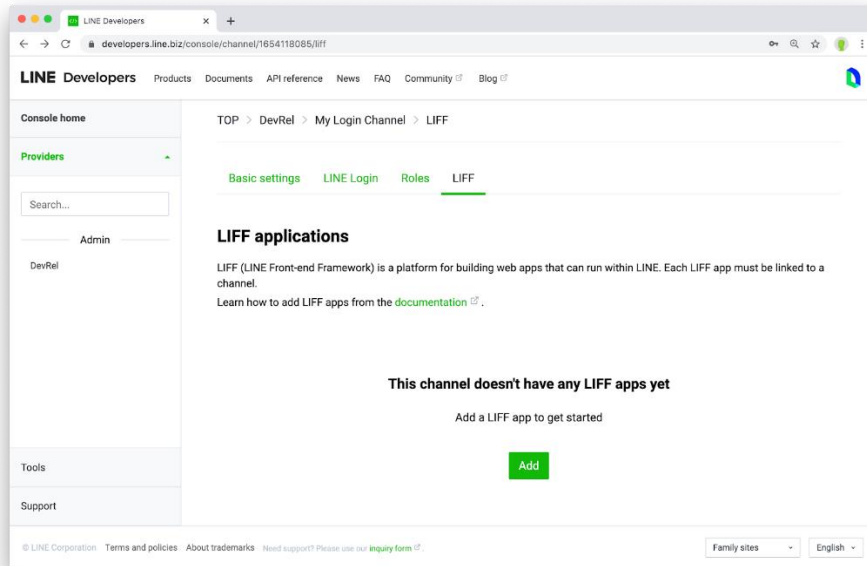 LINE Developers
developers.line.biz/console/channel/1654118085/liff
LINE Developers Products Documents API reference News FAQ Community Blog
Console home
TOP > DevRel > My Login Channel > LIFF
Providers
Basic settings LINE Login Roles LIFF
Search...
Admin
DevRel
LIFF applications
LIFF (LINE Front-end Framework) is a platform for building web apps that can run within LINE. Each LIFF app must be linked to a
channel.
Learn how to add LIFF apps from the documentation .
This channel doesn't have any LIFF apps yet
Add a LIFF app to get started
Add
Tools
Support
© LINE Corporation Terms and policies About trademarks Need support? Please use our inquiry form .
Family sites
English